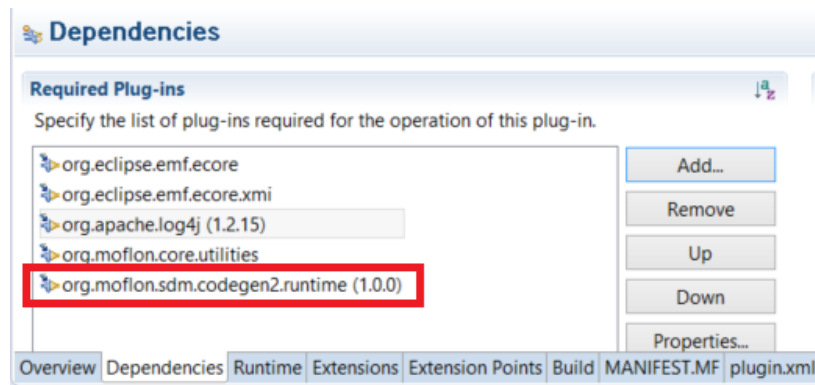 Dependencies
Required Plug-ins
Specify the list of plug-ins required for the operation of this plug-in.
org.eclipse.emf.ecore
org.eclipse.emf.ecore.xmi
org.apache.log4j (1.2.15)
org.moflon.core.utilities
org.moflon.sdm.codegen2.runtime (1.0.0)
Add...
Remove
Up
Down
Properties...
Overview Dependencies Runtime Extensions Extension Points Build MANIFEST.MF plugin.xml